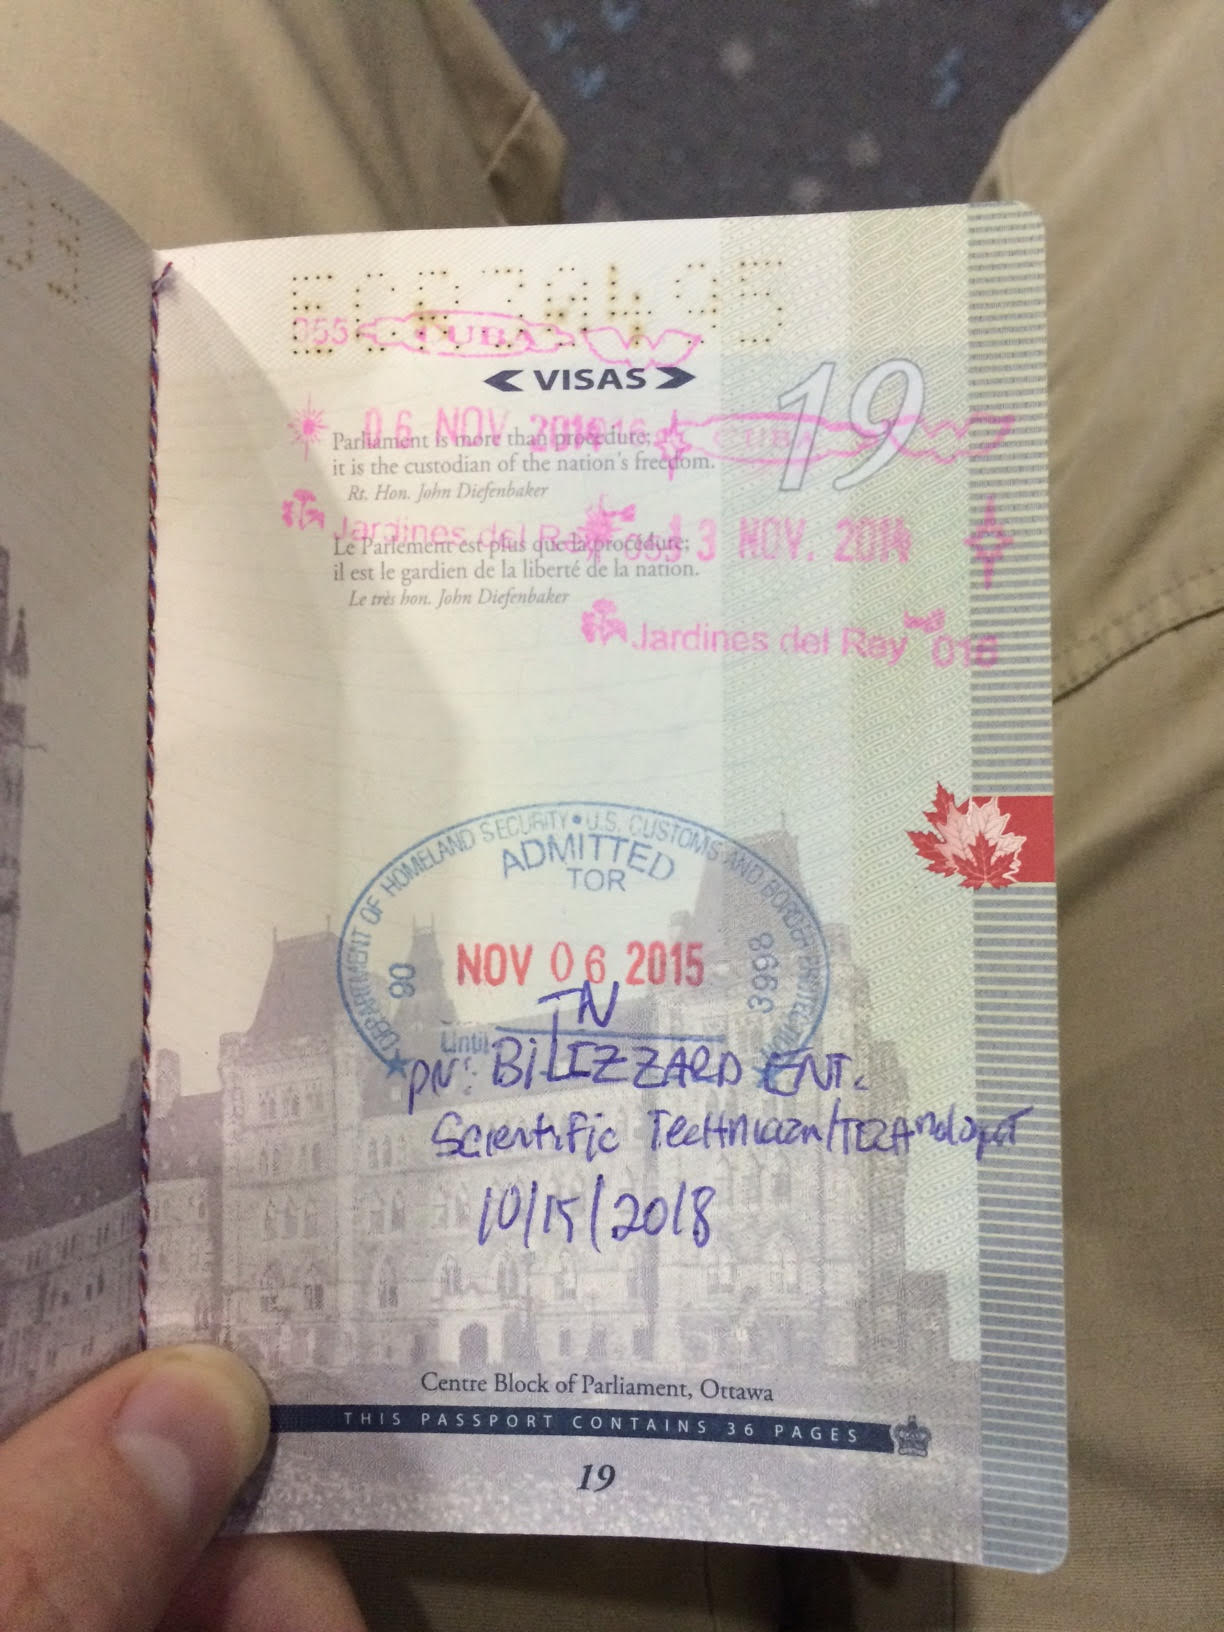 055 CUBA
VISAS
19
06 NOV. 2014 016
CUBA
Parliament is more than procedure;
it is the custodian of the nation's freedom.
Rt. Hon. John Diefenbaker
Jardines del Rey 055
13 NOV. 2014
Le Parlement est plus que la procédure;
il est le gardien de la liberté de la nation.
Le très hon. John Diefenbaker
Jardines del Rey 016
DEPARTMENT OF HOMELAND SECURITY • U.S. CUSTOMS AND BORDER PROTECTION
ADMITTED
TOR
90 NOV 06 2015 3998
TN
Until
PN: BLIZZARD ENT.
Scientific Technician/Technologist
10/15/2018
Centre Block of Parliament, Ottawa
THIS PASSPORT CONTAINS 36 PAGES
19